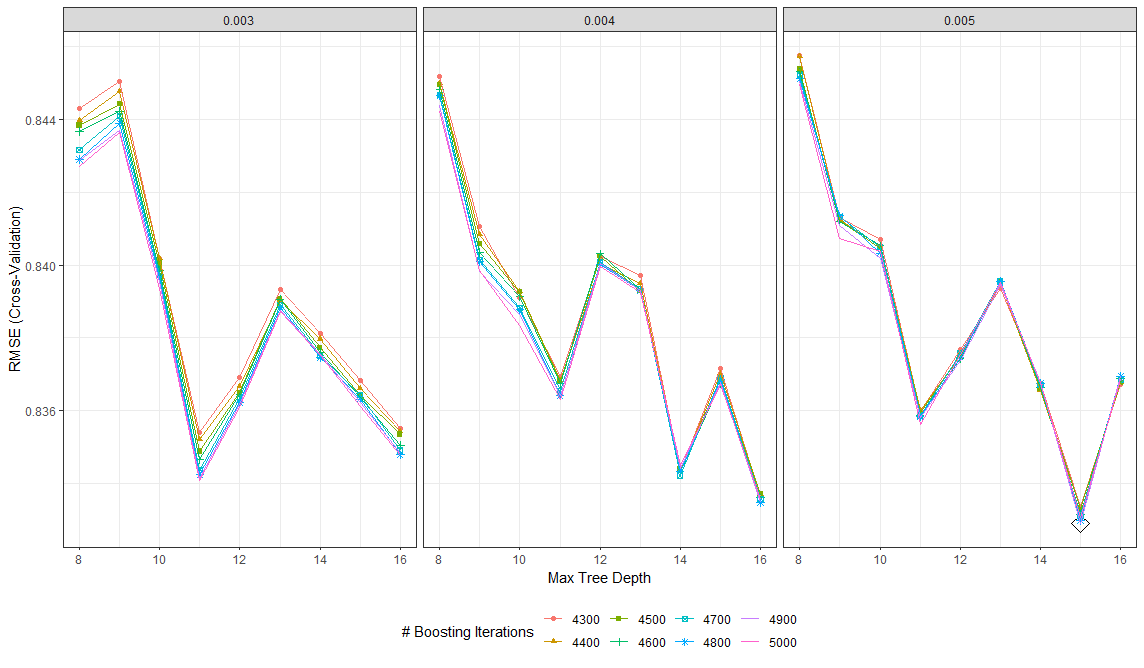 0.003 0.004 0.005
0.844
0.840
0.836
RMSE (Cross-Validation)
8 10 12 14 16 8 10 12 14 16 8 10 12 14 16
Max Tree Depth
# Boosting Iterations
4300 4500 4700 4900
4400 4600 4800 5000